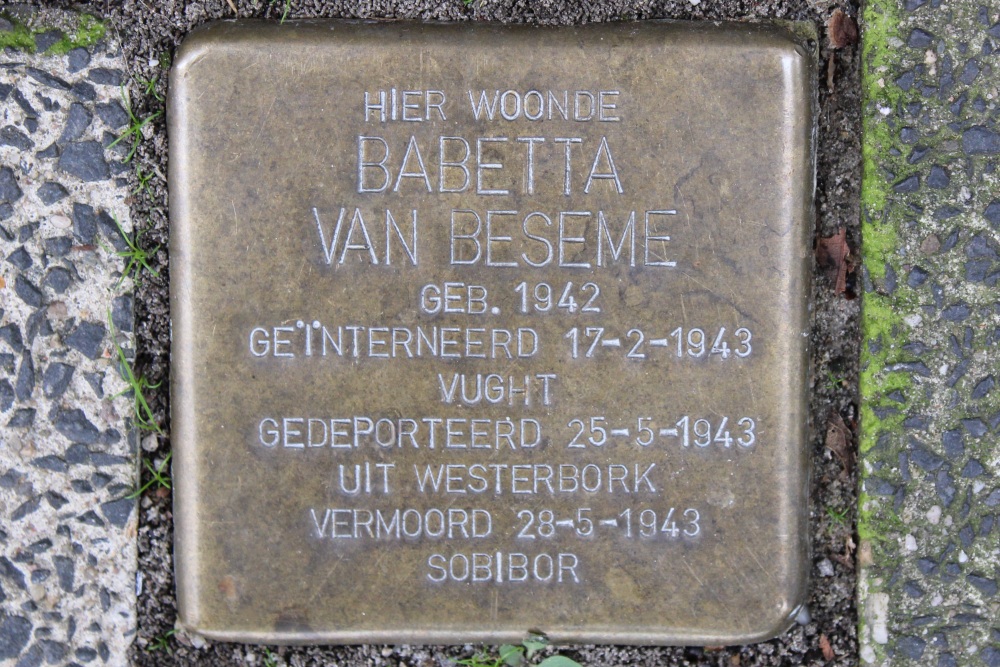 HIER WOONDE
BABETTA
VAN BESEME
GEB. 1942
GEÏNTERNEERD 17-2-1943
VUGHT
GEDEPORTEERD 25-5-1943
UIT WESTERBORK
VERMOORD 28-5-1943
SOBIBOR